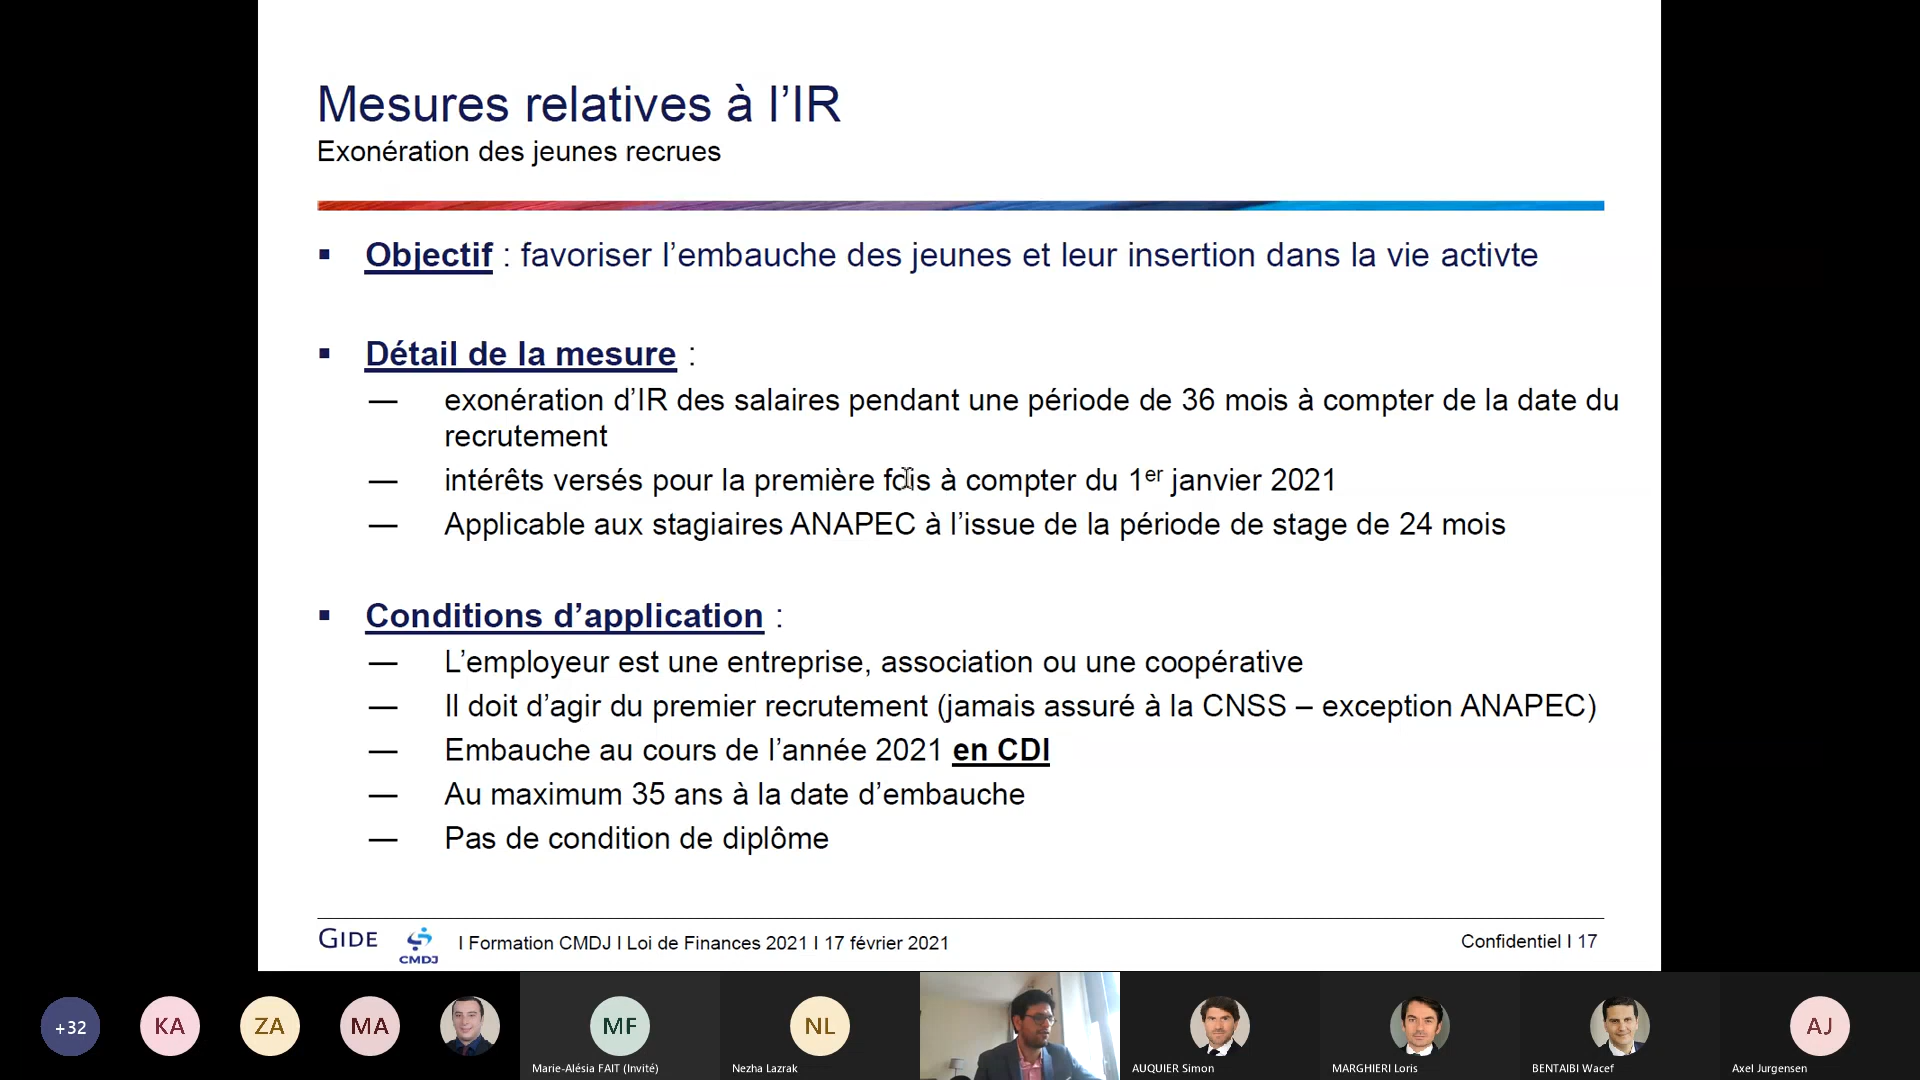 Mesures relatives à l’IR
Exonération des jeunes recrues
▪ Objectif : favoriser l’embauche des jeunes et leur insertion dans la vie activte
▪ Détail de la mesure :
— exonération d’IR des salaires pendant une période de 36 mois à compter de la date du
recrutement
— intérêts versés pour la première fois à compter du 1er janvier 2021
— Applicable aux stagiaires ANAPEC à l’issue de la période de stage de 24 mois
▪ Conditions d’application :
— L’employeur est une entreprise, association ou une coopérative
— Il doit d’agir du premier recrutement (jamais assuré à la CNSS – exception ANAPEC)
— Embauche au cours de l’année 2021 en CDI
— Au maximum 35 ans à la date d’embauche
— Pas de condition de diplôme
GIDE CMDJ I Formation CMDJ I Loi de Finances 2021 I 17 février 2021 Confidentiel I 17
+32 KA ZA MA MF NL AJ
Marie-Alésia FAIT (Invité) Nezha Lazrak AUQUIER Simon MARGHIERI Loris BENTAIBI Wacef Axel Jurgensen